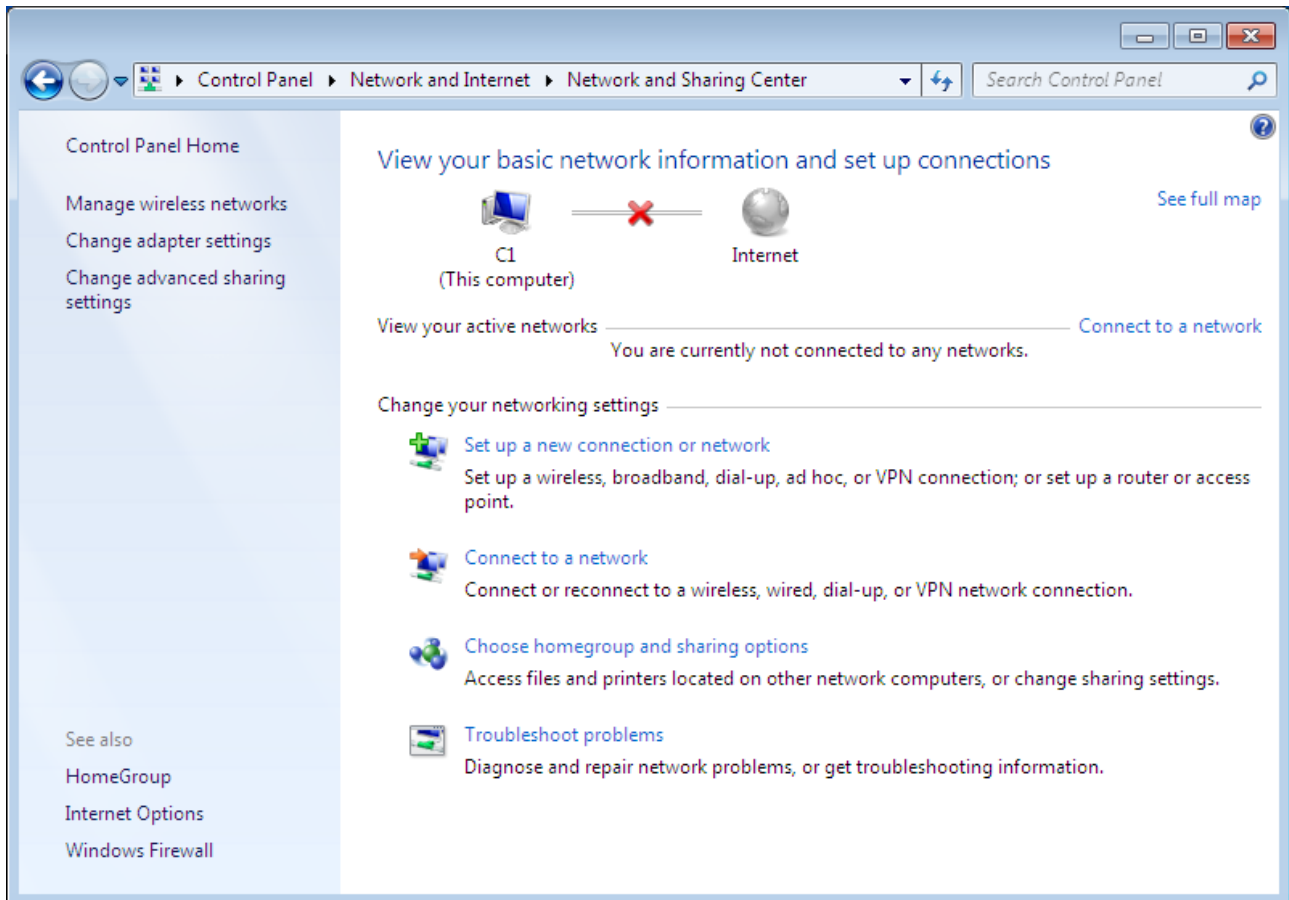 Control Panel Network and Internet Network and Sharing Center Search Control Panel
Control Panel Home
Manage wireless networks
Change adapter settings
Change advanced sharing
settings
See also
HomeGroup
Internet Options
Windows Firewall
View your basic network information and set up connections
See full map
C1
(This computer)
Internet
View your active networks
Connect to a network
You are currently not connected to any networks.
Change your networking settings
Set up a new connection or network
Set up a wireless, broadband, dial-up, ad hoc, or VPN connection; or set up a router or access
point.
Connect to a network
Connect or reconnect to a wireless, wired, dial-up, or VPN network connection.
Choose homegroup and sharing options
Access files and printers located on other network computers, or change sharing settings.
Troubleshoot problems
Diagnose and repair network problems, or get troubleshooting information.